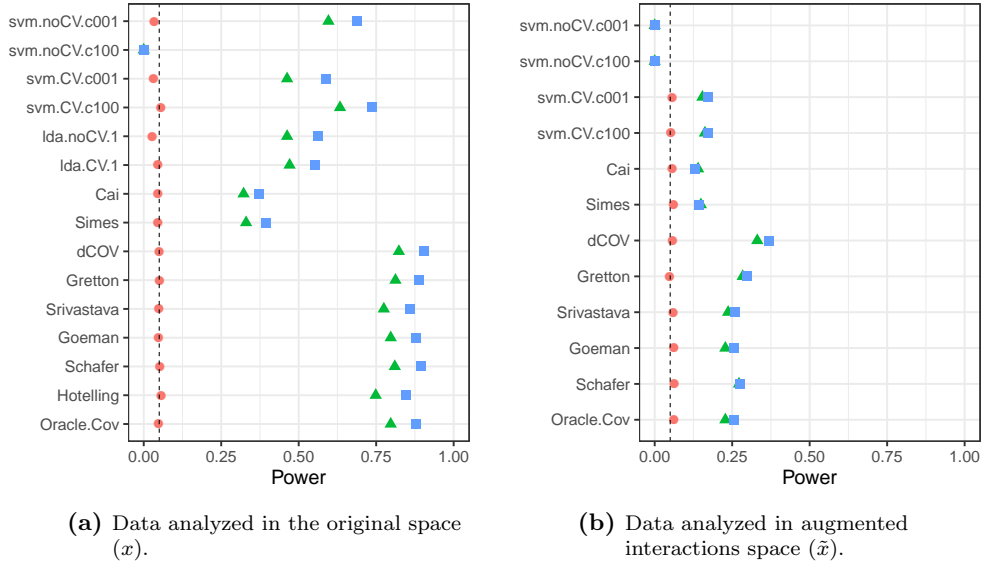 svm.noCV.c001
svm.noCV.c100
svm.CV.c001
svm.CV.c100
lda.noCV.1
lda.CV.1
Cai
Simes
dCOV
Gretton
Srivastava
Goeman
Schafer
Hotelling
Oracle.Cov
0.00 0.25 0.50 0.75 1.00
Power
(a) Data analyzed in the original space
(x).
svm.noCV.c001
svm.noCV.c100
svm.CV.c001
svm.CV.c100
Cai
Simes
dCOV
Gretton
Srivastava
Goeman
Schafer
Oracle.Cov
0.00 0.25 0.50 0.75 1.00
Power
(b) Data analyzed in augmented
interactions space (x̃).